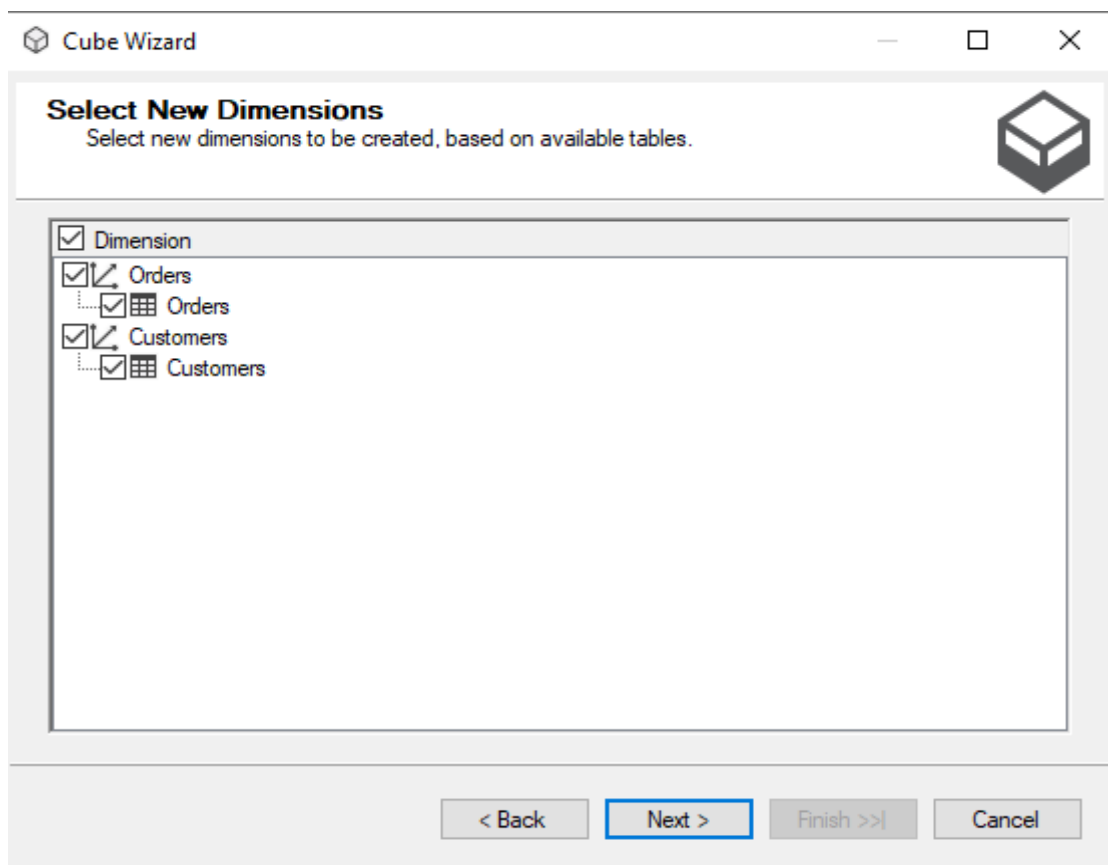 Cube Wizard
Select New Dimensions
Select new dimensions to be created, based on available tables.
Dimension
Orders
Orders
Customers
Customers
< Back Next > Finish >>| Cancel